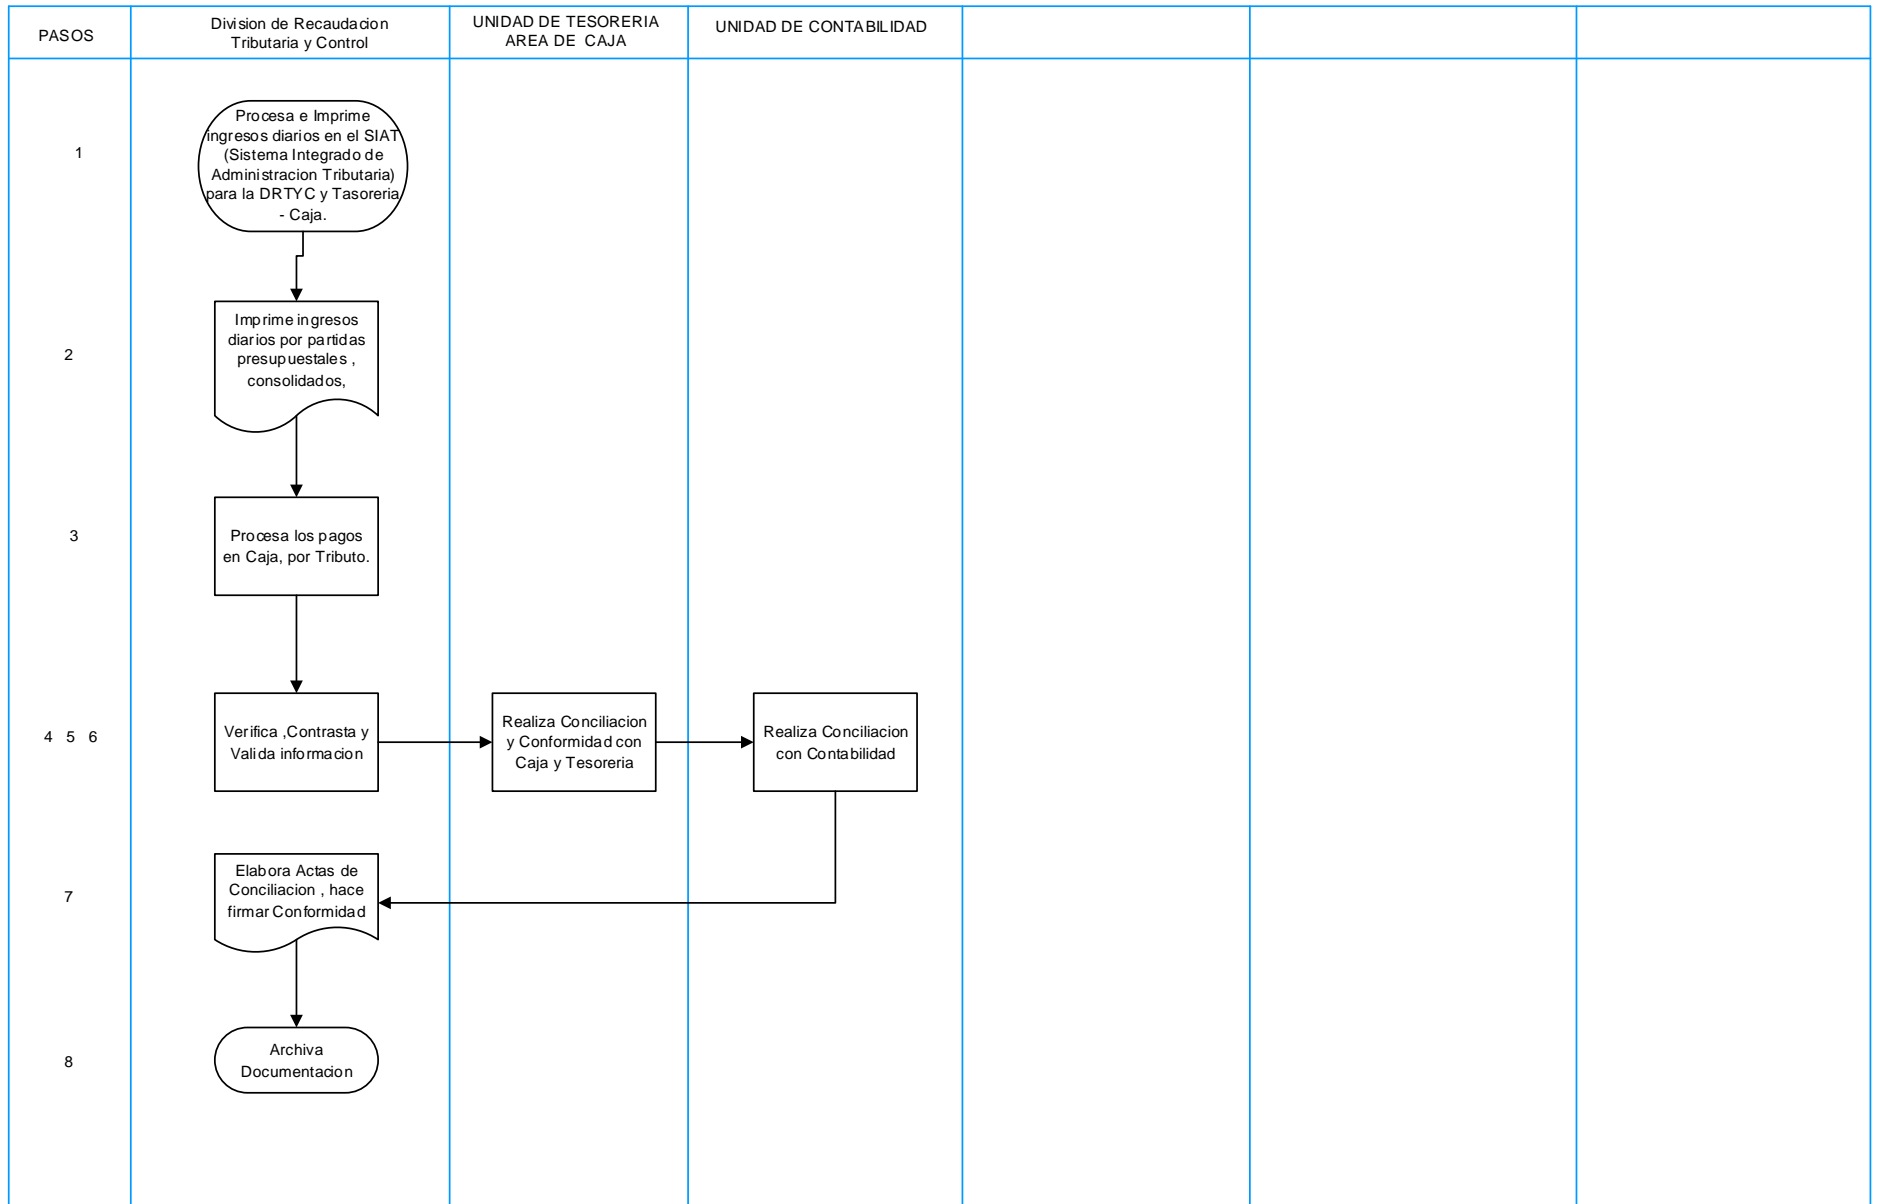 PASOS
Division de Recaudacion
Tributaria y Control
UNIDAD DE TESORERIA
AREA DE CAJA
UNIDAD DE CONTABILIDAD
1
Procesa e Imprime
ingresos diarios en el SIAT
(Sistema Integrado de
Administracion Tributaria)
para la DRTYC y Tasoreria
- Caja.
2
Imprime ingresos
diarios por partidas
presupuestales ,
consolidados,
3
Procesa los pagos
en Caja, por Tributo.
4 5 6
Verifica ,Contrasta y
Valida informacion
Realiza Conciliacion
y Conformidad con
Caja y Tesoreria
Realiza Conciliacion
con Contabilidad
7
Elabora Actas de
Conciliacion , hace
firmar Conformidad
8
Archiva
Documentacion